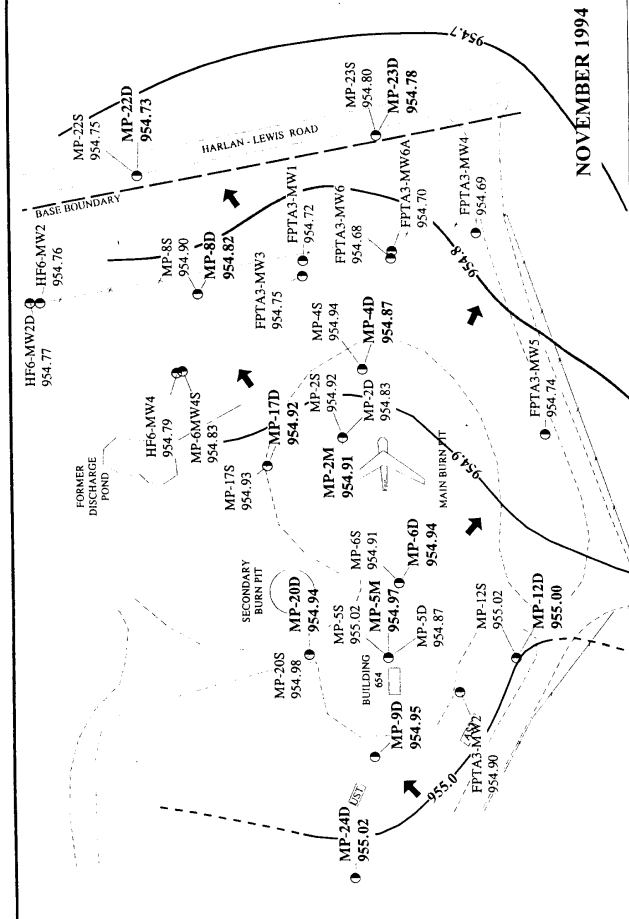 954.7
NOVEMBER 1994
MP-22S
954.75
MP-22D
954.73
MP-23S
954.80
MP-23D
954.78
HARLAN - LEWIS ROAD
BASE BOUNDARY
HF6-MW2D
954.77
HF6-MW2
954.76
MP-8S
954.90
MP-8D
954.82
FPTA3-MW3
954.75
FPTA3-MW1
954.72
FPTA3-MW6
954.68
FPTA3-MW6A
954.70
FPTA3-MW4
954.69
954.8
HF6-MW4
954.79
MP-6MW4S
954.83
MP-4S
954.94
MP-4D
954.87
MP-17S
954.93
MP-17D
954.92
MP-2S
954.92
MP-2D
954.83
MP-2M
954.91
FPTA3-MW5
954.74
954.9
FORMER
DISCHARGE
POND
MAIN BURN PIT
SECONDARY
BURN PIT
MP-6S
954.91
MP-6D
954.94
MP-20S
954.98
MP-20D
954.94
MP-5S
955.02
MP-5M
954.97
MP-5D
954.87
MP-12S
955.02
MP-12D
955.00
BUILDING
654
MP-9D
954.95
FPTA3-MW2
954.90
UST
MP-24D
955.02
955.0